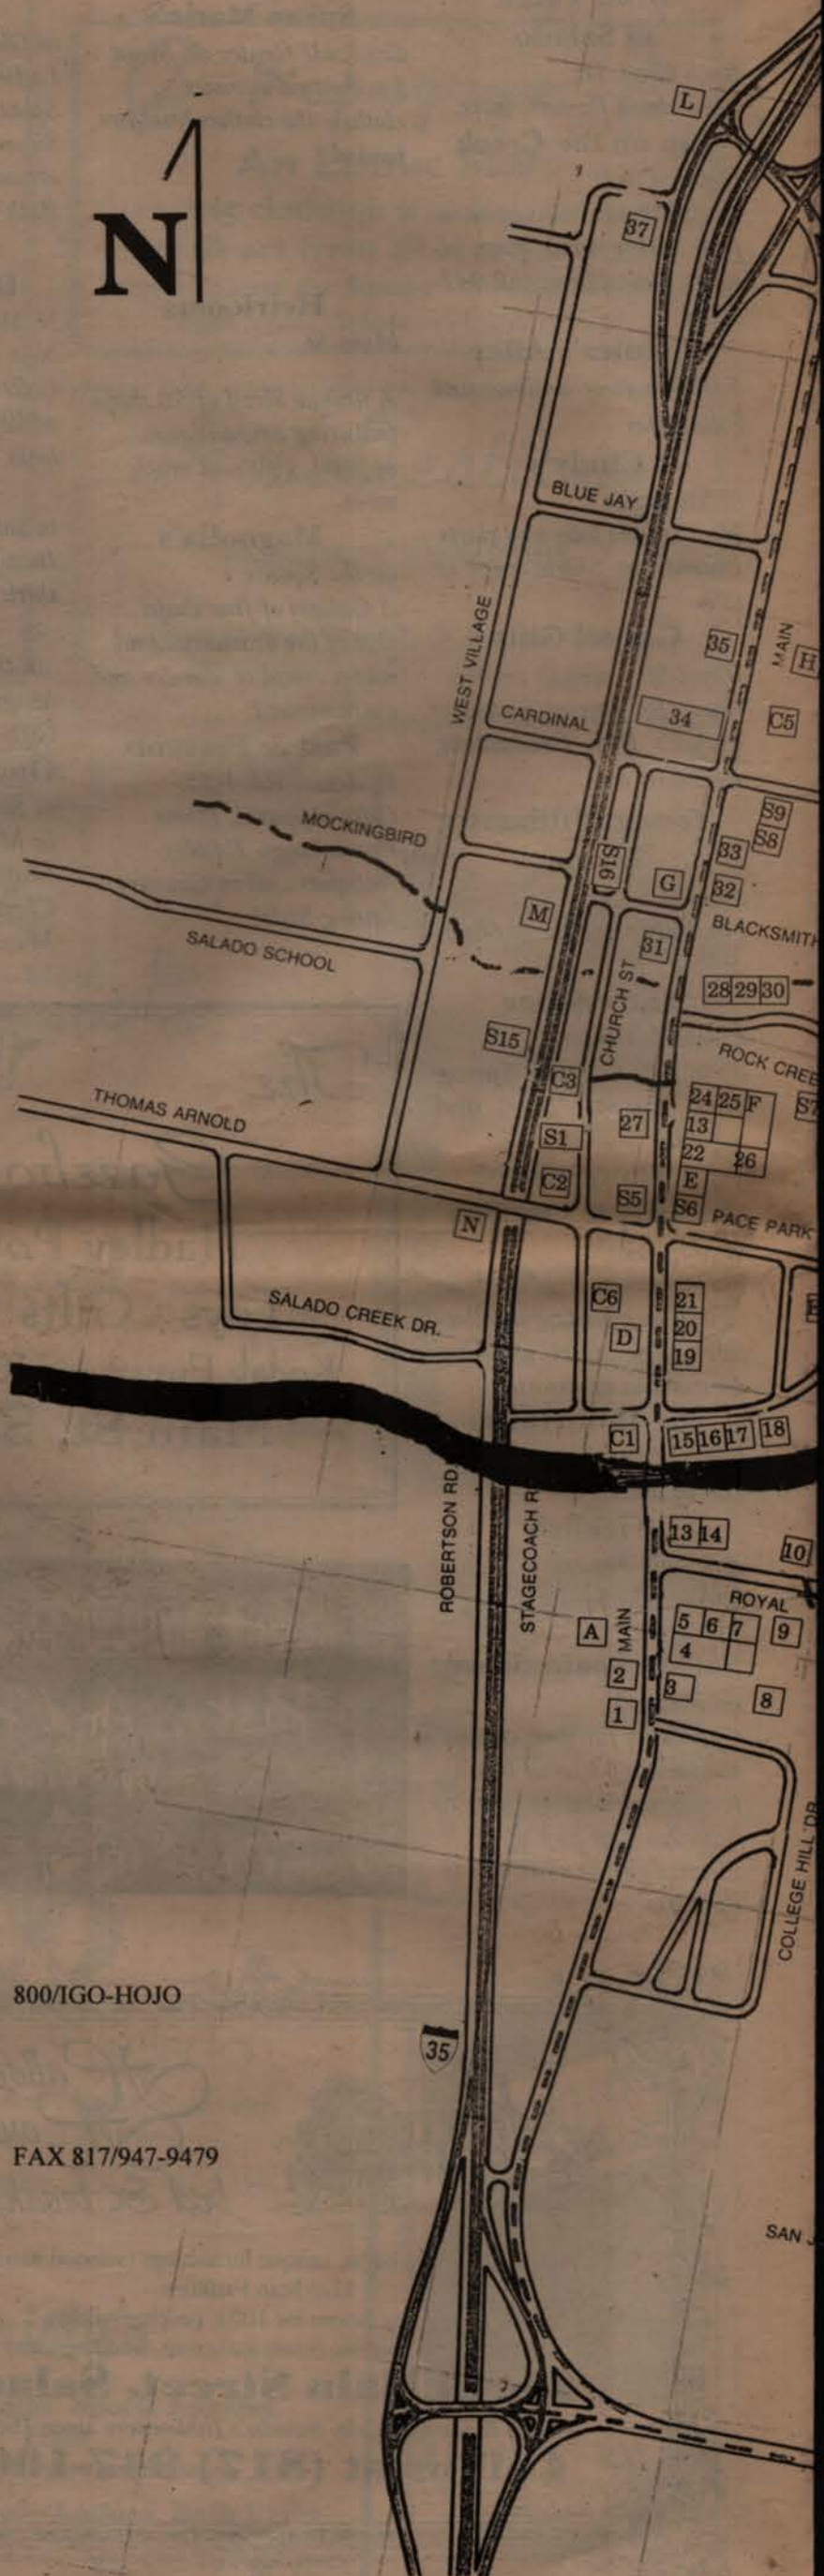 L
37
N
BLUE JAY
WEST VILLAGE
35
MAIN
H
CARDINAL
34
C5
S9
S8
MOCKINGBIRD
33
S16
G
32
M
BLACKSMITH
SALADO SCHOOL
31
28 29 30
CHURCH ST
S15
ROCK CREE
C3
THOMAS ARNOLD
24 25 F
S7
13
27
S1
22 26
C2
E
S5
S6
PACE PARK
N
SALADO CREEK DR.
C6
21
D
20
19
C1
15 16 17 18
ROBERTSON RD.
STAGECOACH R
13 14
10
ROYAL
A
MAIN
5 6 7
9
4
2
3
8
1
COLLEGE HILL DR
800/IGO-HOJO
35
FAX 817/947-9479
SAN J